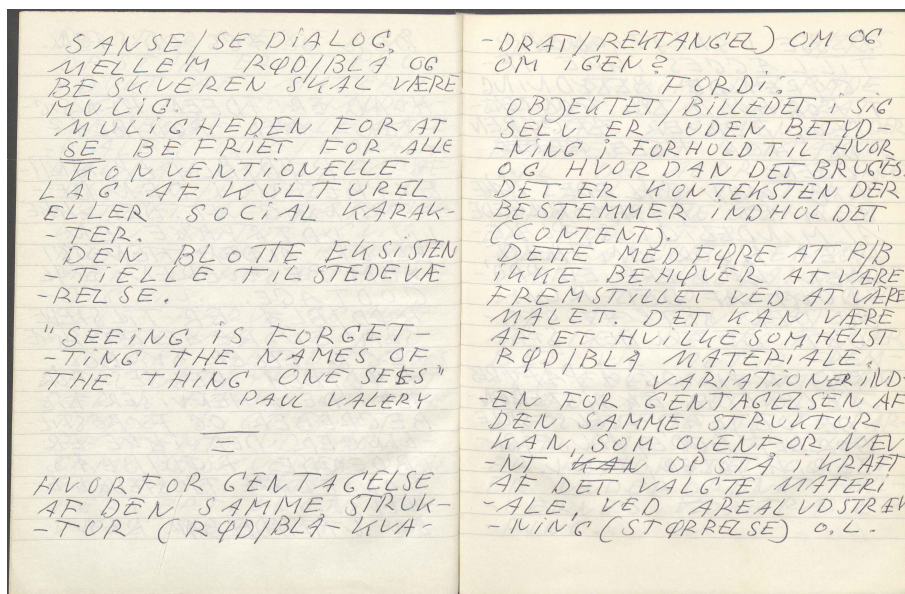 SANSE/SE DIALOG,
MELLEM RØD/BLÅ OG
BESKUEREN SKAL VÆRE
MULIG.
MULIGHEDEN FOR AT
SE BEFRIET FOR ALLE
KONVENTIONELLE
LAG AF KULTUREL
ELLER SOCIAL KARAK-
-TER.
DEN BLOTTE EKSISTEN
-TIELLE TILSTEDEVÆ
-RELSE.
"SEEING IS FORGET-
-TING THE NAMES OF
THE THING ONE SEES"
PAUL VALERY
HVORFOR GENTAGELSE
AF DEN SAMME STRUK-
-TUR (RØD/BLÅ-KVA-
-DRAT/REKTANGEL) OM OG
OM IGEN?
FORDI:
OBJEKTET/BILLEDET I SIG
SELV ER UDEN BETYD-
-NING I FORHOLD TIL HVOR
OG HVORDAN DET BRUGES.
DET ER KONTEKSTEN DER
BESTEMMER INDHOLDET
(CONTENT).
DETTE MEDFØRE AT R/B
IKKE BEHØVER AT VÆRE
FREMSTILLET VED AT VÆRE
MALET. DET KAN VÆRE
AF ET HVILKE SOM HELST
RØD/BLÅ MATERIALE.
VARIATIONER IND-
-EN FOR GENTAGELSEN AF
DEN SAMME STRUKTUR
KAN, SOM OVENFOR NÆV
-NT KAN OPSTÅ I KRAFT
AF DET VALGTE MATERI
-ALE, VED AREALUDSTRÆK
-NING (STØRRELSE) O.L.